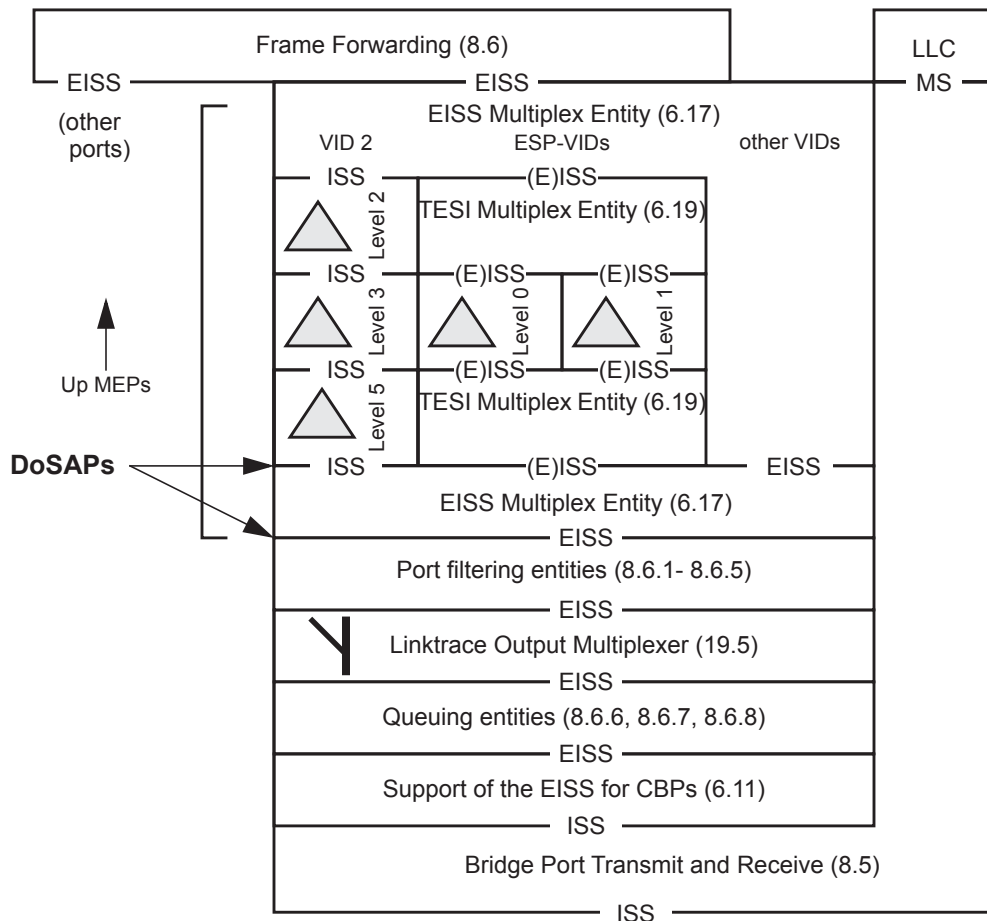 Frame Forwarding (8.6)
LLC
EISS
EISS
MS
(other
ports)
EISS Multiplex Entity (6.17)
VID 2
ESP-VIDs
other VIDs
ISS
(E)ISS
Level 2
TESI Multiplex Entity (6.19)
ISS
(E)ISS
(E)ISS
Level 3
Level 0
Level 1
Up MEPs
ISS
(E)ISS
(E)ISS
Level 5
TESI Multiplex Entity (6.19)
DoSAPs
ISS
(E)ISS
EISS
EISS Multiplex Entity (6.17)
EISS
Port filtering entities (8.6.1- 8.6.5)
EISS
Linktrace Output Multiplexer (19.5)
EISS
Queuing entities (8.6.6, 8.6.7, 8.6.8)
EISS
Support of the EISS for CBPs (6.11)
ISS
Bridge Port Transmit and Receive (8.5)
ISS